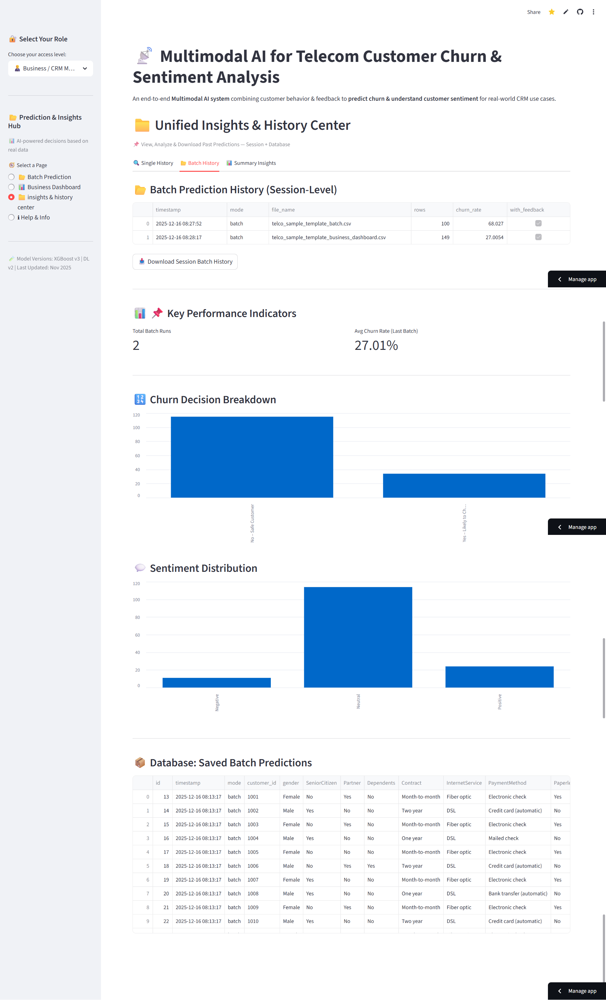 Share
Select Your Role
Choose your access level:
Business / CRM M...
Prediction & Insights
Hub
AI-powered decisions based on
real data
Select a Page
Batch Prediction
Business Dashboard
insights & history
center
Help & Info
Model Versions: XGBoost v3 | DL
v2 | Last Updated: Nov 2025
Multimodal AI for Telecom Customer Churn &
Sentiment Analysis
An end-to-end Multimodal AI system combining customer behavior & feedback to predict churn & understand customer sentiment for real-world CRM use cases.
Unified Insights & History Center
View, Analyze & Download Past Predictions — Session + Database
Single History Batch History Summary Insights
Batch Prediction History (Session-Level)
timestamp mode file_name rows churn_rate with_feedback
0 2025-12-16 08:27:52 batch telco_sample_template_batch.csv 100 68.027
1 2025-12-16 08:28:17 batch telco_sample_template_business_dashboard.csv 149 27.0054
Download Session Batch History
Manage app
Key Performance Indicators
Total Batch Runs Avg Churn Rate (Last Batch)
2 27.01%
Churn Decision Breakdown
120
100
80
60
40
20
0
No – Safe Customer
Yes – Likely to Ch...
Manage app
Sentiment Distribution
120
100
80
60
40
20
0
Negative
Neutral
Positive
Database: Saved Batch Predictions
id timestamp mode customer_id gender SeniorCitizen Partner Dependents Contract InternetService PaymentMethod Paperle
0 13 2025-12-16 08:13:17 batch 1001 Female No Yes No Month-to-month Fiber optic Electronic check Yes
1 14 2025-12-16 08:13:17 batch 1002 Male Yes No No Two year DSL Credit card (automatic) No
2 15 2025-12-16 08:13:17 batch 1003 Female No Yes No Month-to-month Fiber optic Electronic check Yes
3 16 2025-12-16 08:13:17 batch 1004 Male Yes No No One year DSL Mailed check No
4 17 2025-12-16 08:13:17 batch 1005 Female No No No Month-to-month Fiber optic Electronic check Yes
5 18 2025-12-16 08:13:17 batch 1006 Male No Yes Yes Two year DSL Credit card (automatic) No
6 19 2025-12-16 08:13:17 batch 1007 Female Yes No No Month-to-month Fiber optic Electronic check Yes
7 20 2025-12-16 08:13:17 batch 1008 Male Yes No No One year DSL Bank transfer (automatic) No
8 21 2025-12-16 08:13:17 batch 1009 Female No Yes No Month-to-month Fiber optic Electronic check Yes
9 22 2025-12-16 08:13:17 batch 1010 Male Yes No No Two year DSL Credit card (automatic) No
Manage app